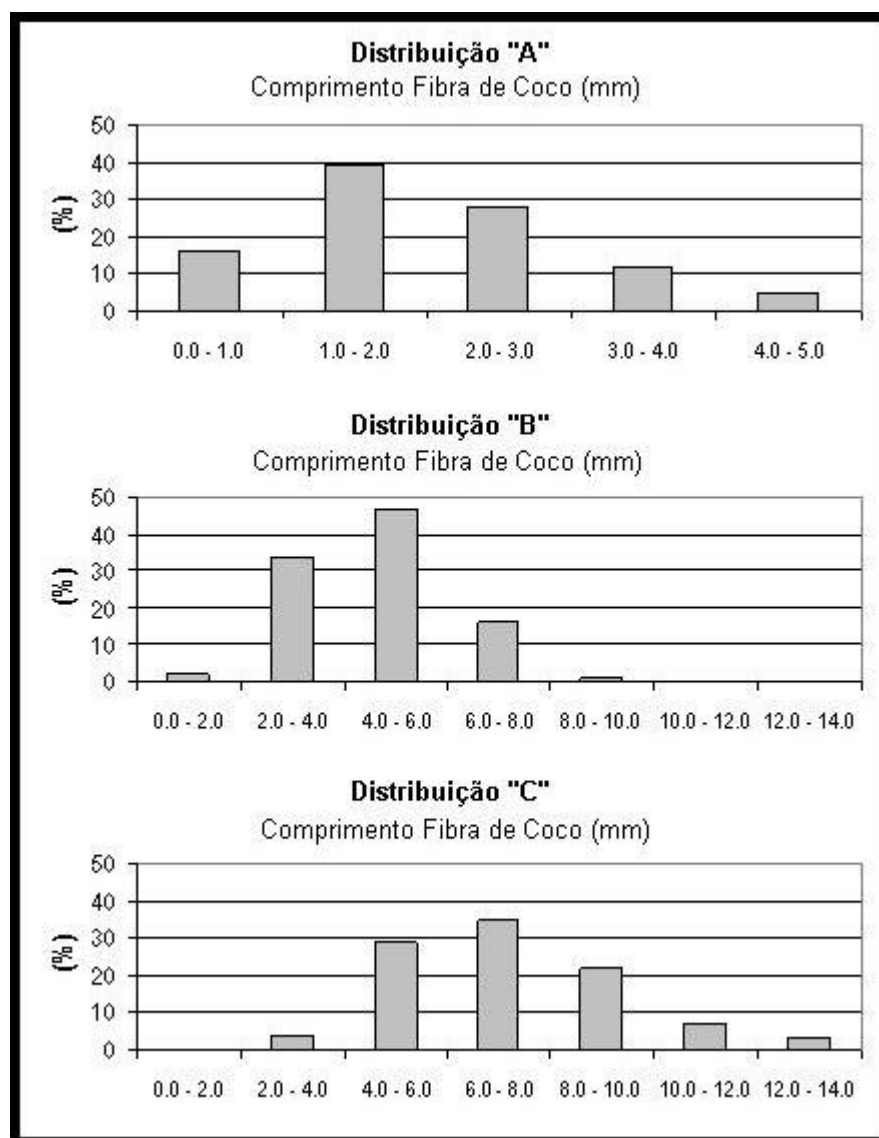 Distribuição "A"
Comprimento Fibra de Coco (mm)
50
40
30
20
10
0
(%)
0.0 - 1.0 1.0 - 2.0 2.0 - 3.0 3.0 - 4.0 4.0 - 5.0
Distribuição "B"
Comprimento Fibra de Coco (mm)
50
40
30
20
10
0
(%)
0.0 - 2.0 2.0 - 4.0 4.0 - 6.0 6.0 - 8.0 8.0 - 10.0 10.0 - 12.0 12.0 - 14.0
Distribuição "C"
Comprimento Fibra de Coco (mm)
50
40
30
20
10
0
(%)
0.0 - 2.0 2.0 - 4.0 4.0 - 6.0 6.0 - 8.0 8.0 - 10.0 10.0 - 12.0 12.0 - 14.0